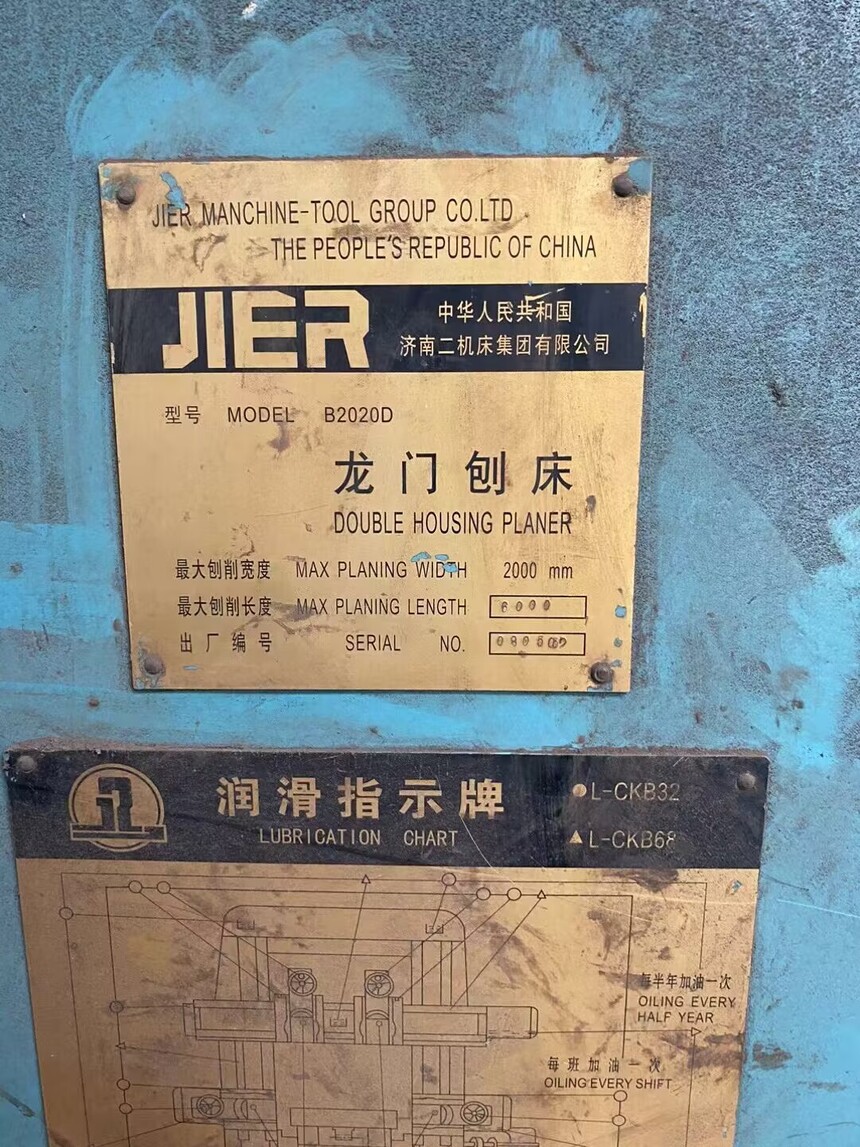 JIER MANCHINE-TOOL GROUP CO.LTD.
THE PEOPLE'S REPUBLIC OF CHINA
JIER
中华人民共和国
济南二机床集团有限公司
型号 MODEL B2020D
龙门刨床
DOUBLE HOUSING PLANER
最大刨削宽度 MAX PLANING WIDTH 2000 mm
最大刨削长度 MAX PLANING LENGTH 6000
出厂编号 SERIAL NO.
润滑指示牌
LUBRICATION CHART
L-CKB32
L-CKB68
每半年加油一次
OILING EVERY
HALF YEAR
每班加油一次
OILING EVERY SHIFT